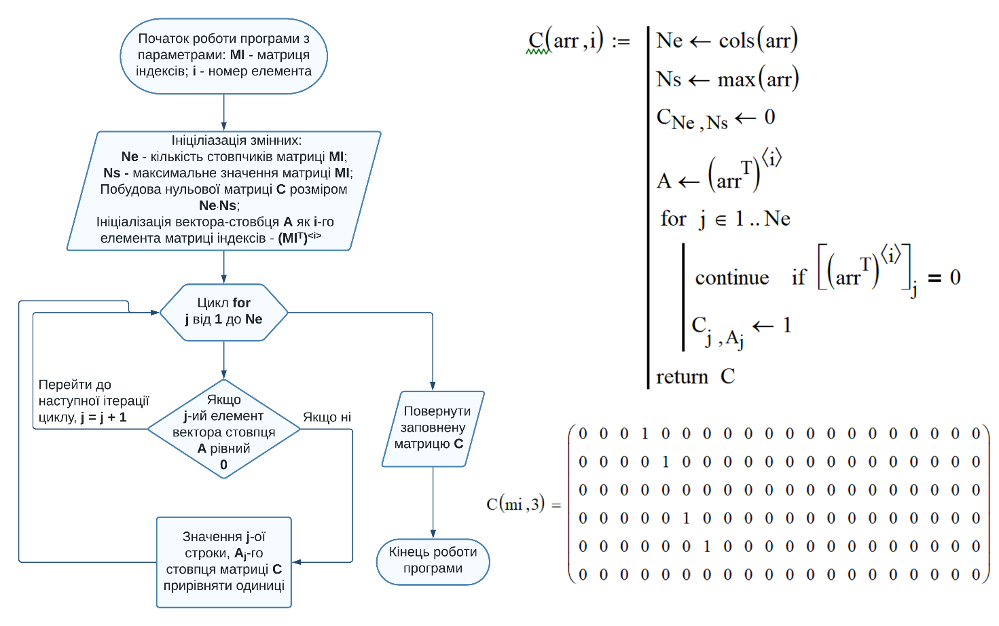 Початок роботи програми з
параметрами: MI - матриця
індексів; i - номер елемента
Ініціліазація змінних:
Ne - кількість стовпчиків матриці MI;
Ns - максимальне значення матриці MI;
Побудова нульової матриці C розміром
Ne·Ns;
Ініціалізація вектора-стовбця A як i-го
елемента матриці індексів - (MIᵀ)^<i>
Цикл for
j від 1 до Ne
Перейти до
наступної ітерації
циклу, j = j + 1
Якщо
j-ий елемент
вектора стовпця
A рівний
0
Якщо ні
Значення j-ої
строки, Aj-го
стовпця матриці C
прирівняти одиниці
Повернути
заповнену
матрицю C
Кінець роботи
програми
C(arr,i) :=
Ne ← cols(arr)
Ns ← max(arr)
C_Ne,Ns ← 0
A ← (arrᵀ)^⟨i⟩
for j ∈ 1..Ne
continue if [(arrᵀ)^⟨i⟩]_j = 0
C_j,A_j ← 1
return C
C(mi,3) =
0 0 0 1 0 0 0 0 0 0 0 0 0 0 0 0 0 0 0 0
0 0 0 0 1 0 0 0 0 0 0 0 0 0 0 0 0 0 0 0
0 0 0 0 0 0 0 0 0 0 0 0 0 0 0 0 0 0 0 0
0 0 0 0 0 1 0 0 0 0 0 0 0 0 0 0 0 0 0 0
0 0 0 0 0 0 1 0 0 0 0 0 0 0 0 0 0 0 0 0
0 0 0 0 0 0 0 0 0 0 0 0 0 0 0 0 0 0 0 0